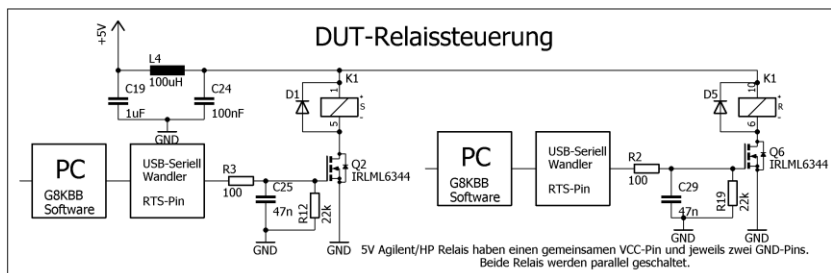 DUT-Relaissteuerung
+5V
L4
100uH
C19
1uF
C24
100nF
GND
D1
K1
1
S
5
+
-
PC
G8KBB
Software
USB-Seriell
Wandler
RTS-Pin
R3
100
C25
47n
R12
22k
Q2
IRLML6344
GND
GND
GND
D5
K1
10
R
6
+
-
PC
G8KBB
Software
USB-Seriell
Wandler
RTS-Pin
R2
100
C29
47n
R19
22k
Q6
IRLML6344
GND
GND
5V Agilent/HP Relais haben einen gemeinsamen VCC-Pin und jeweils zwei GND-Pins.
Beide Relais werden parallel geschaltet.